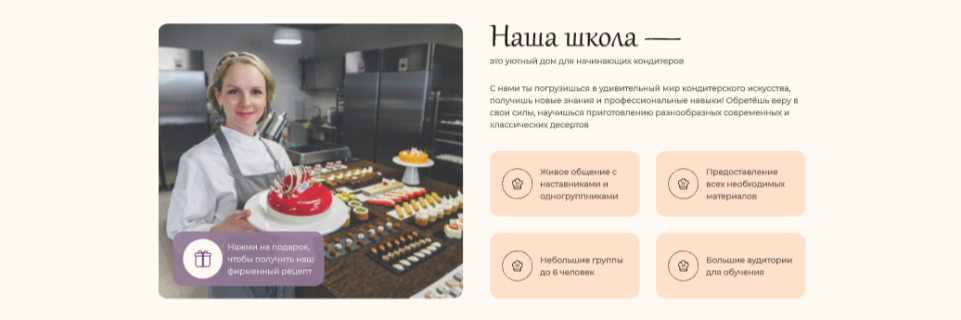 Наша школа —
это уютный дом для начинающих кондитеров
С нами ты погрузишься в удивительный мир кондитерского искусства,
получишь новые знания и профессиональные навыки! Обретёшь веру в
свои силы, научишься приготовлению разнообразных современных и
классических десертов
Живое общение с
наставниками и
одногруппниками
Предоставление
всех необходимых
материалов
Небольшие группы
до 6 человек
Большие аудитории
для обучения
Нажми на подарок,
чтобы получить наш
фирменный рецепт